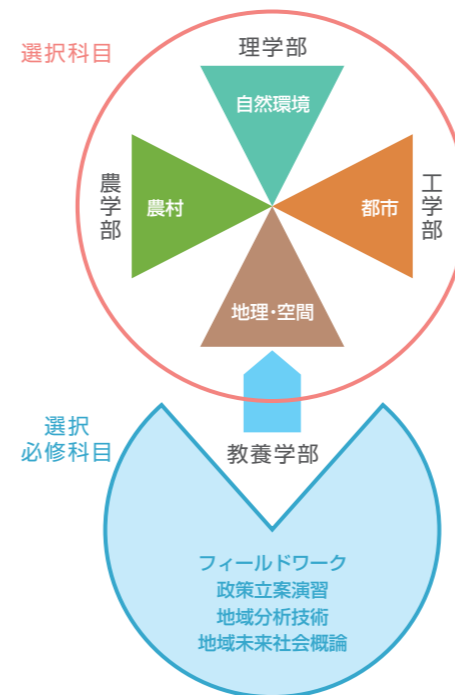 選択科目
理学部
自然環境
農学部
農村
都市
工学部
地理・空間
選択
必修科目
教養学部
フィールドワーク
政策立案演習
地域分析技術
地域未来社会概論